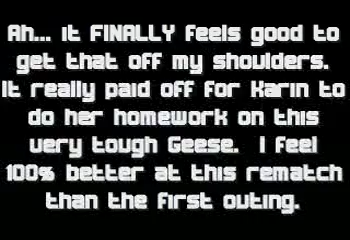 Ah... it FINALLY feels good to
get that off my shoulders.
It really paid off for Karin to
do her homework on this
very tough Geese.  I feel
100% better at this rematch
than the first outing.